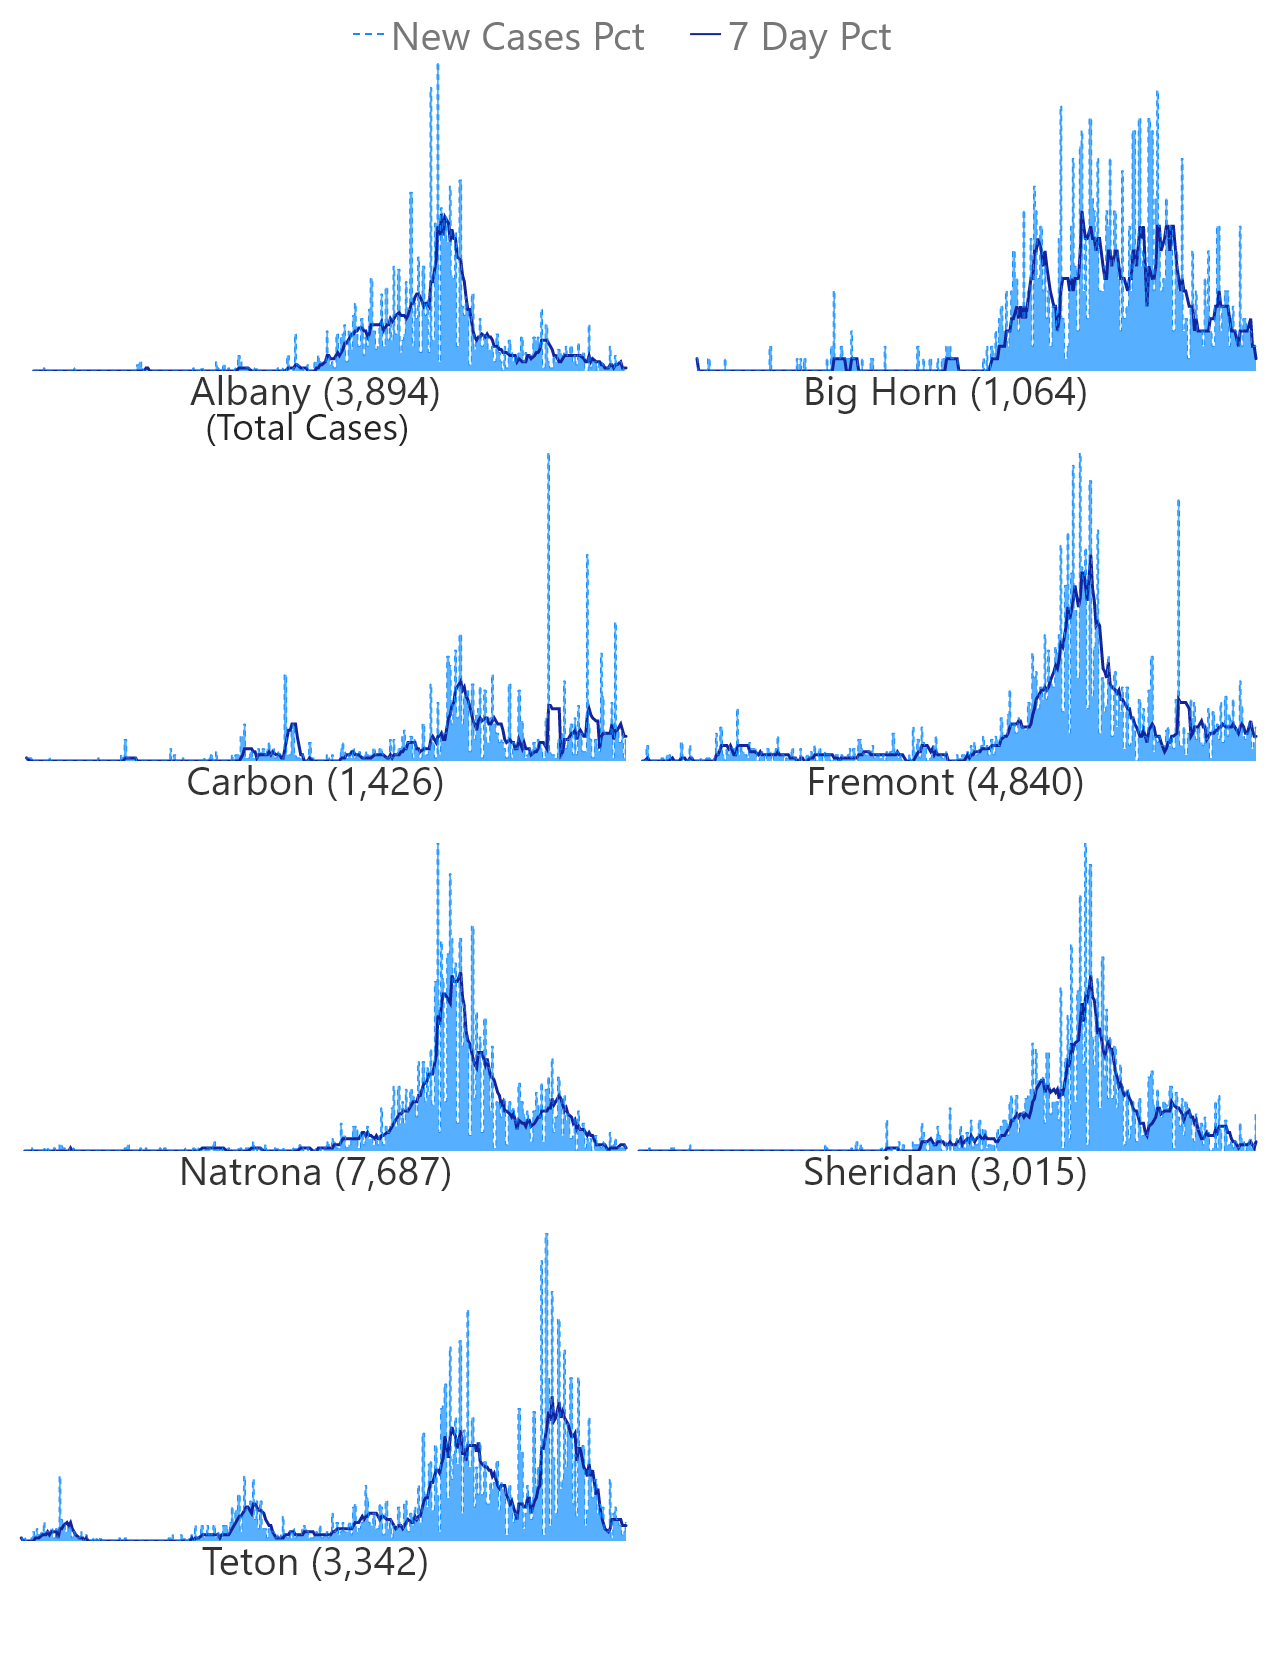 New Cases Pct 7 Day Pct
Albany (3,894) Big Horn (1,064)
(Total Cases)
Carbon (1,426) Fremont (4,840)
Natrona (7,687) Sheridan (3,015)
Teton (3,342)